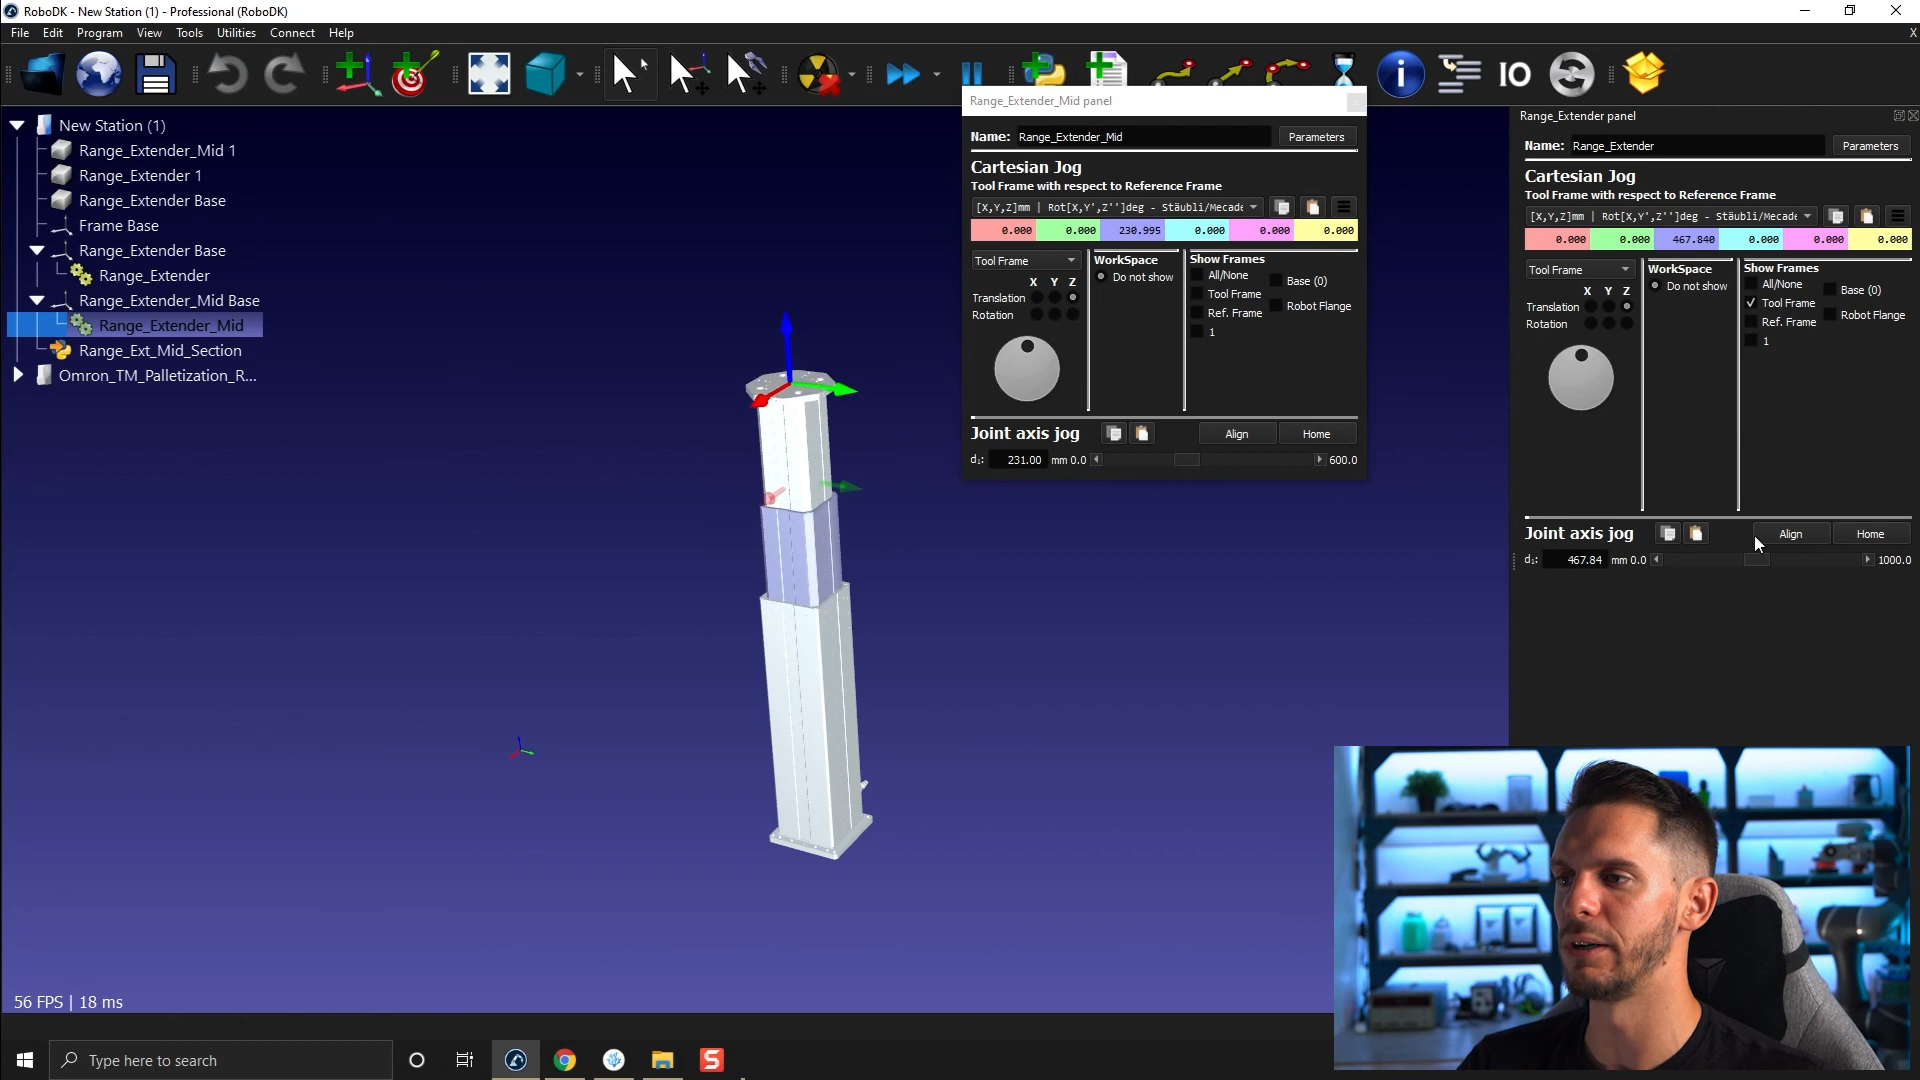 RoboDK - New Station (1) - Professional (RoboDK)
File Edit Program View Tools Utilities Connect Help
X
IO
New Station (1)
Range_Extender_Mid 1
Range_Extender 1
Range_Extender Base
Frame Base
Range_Extender Base
Range_Extender
Range_Extender_Mid Base
Range_Extender_Mid
Range_Ext_Mid_Section
Omron_TM_Palletization_R...
Range_Extender_Mid panel
Name: Range_Extender_Mid Parameters
Cartesian Jog
Tool Frame with respect to Reference Frame
[X,Y,Z]mm | Rot[X,Y',Z'']deg - Stäubli/Mecade
0.000 0.000 230.995 0.000 0.000 0.000
Tool Frame WorkSpace Show Frames
X Y Z Do not show All/None Base (0)
Translation Tool Frame
Rotation Ref. Frame Robot Flange
1
Joint axis jog Align Home
d₁: 231.00 mm 0.0 600.0
Range_Extender panel
Name: Range_Extender Parameters
Cartesian Jog
Tool Frame with respect to Reference Frame
[X,Y,Z]mm | Rot[X,Y',Z'']deg - Stäubli/Mecade
0.000 0.000 467.840 0.000 0.000 0.000
Tool Frame WorkSpace Show Frames
X Y Z Do not show All/None Base (0)
Translation Tool Frame
Rotation Ref. Frame Robot Flange
1
Joint axis jog Align Home
d₁: 467.84 mm 0.0 1000.0
56 FPS | 18 ms
Type here to search
S